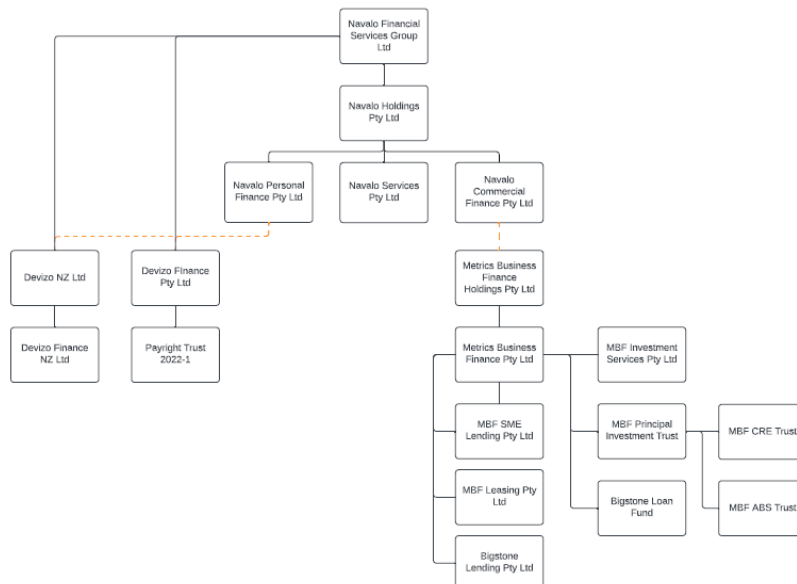 Navalo Financial
Services Group
Ltd
Navalo Holdings
Pty Ltd
Navalo Personal
Finance Pty Ltd
Navalo Services
Pty Ltd
Navalo
Commercial
Finance Pty Ltd
Devizo NZ Ltd
Devizo FInance
Pty Ltd
Metrics Business
Finance
Holdings Pty Ltd
Devizo Finance
NZ Ltd
Payright Trust
2022-1
Metrics Business
Finance Pty Ltd
MBF Investment
Services Pty Ltd
MBF SME
Lending Pty Ltd
MBF Principal
Investment Trust
MBF CRE Trust
MBF Leasing Pty
Ltd
Bigstone Loan
Fund
MBF ABS Trust
Bigstone
Lending Pty Ltd